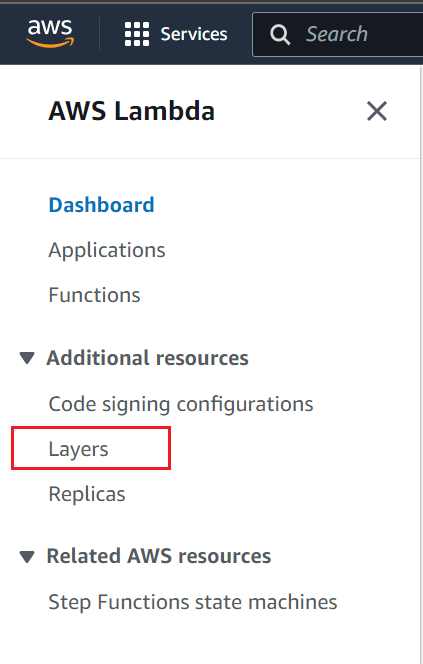 aws Services Search
AWS Lambda
Dashboard
Applications
Functions
Additional resources
Code signing configurations
Layers
Replicas
Related AWS resources
Step Functions state machines